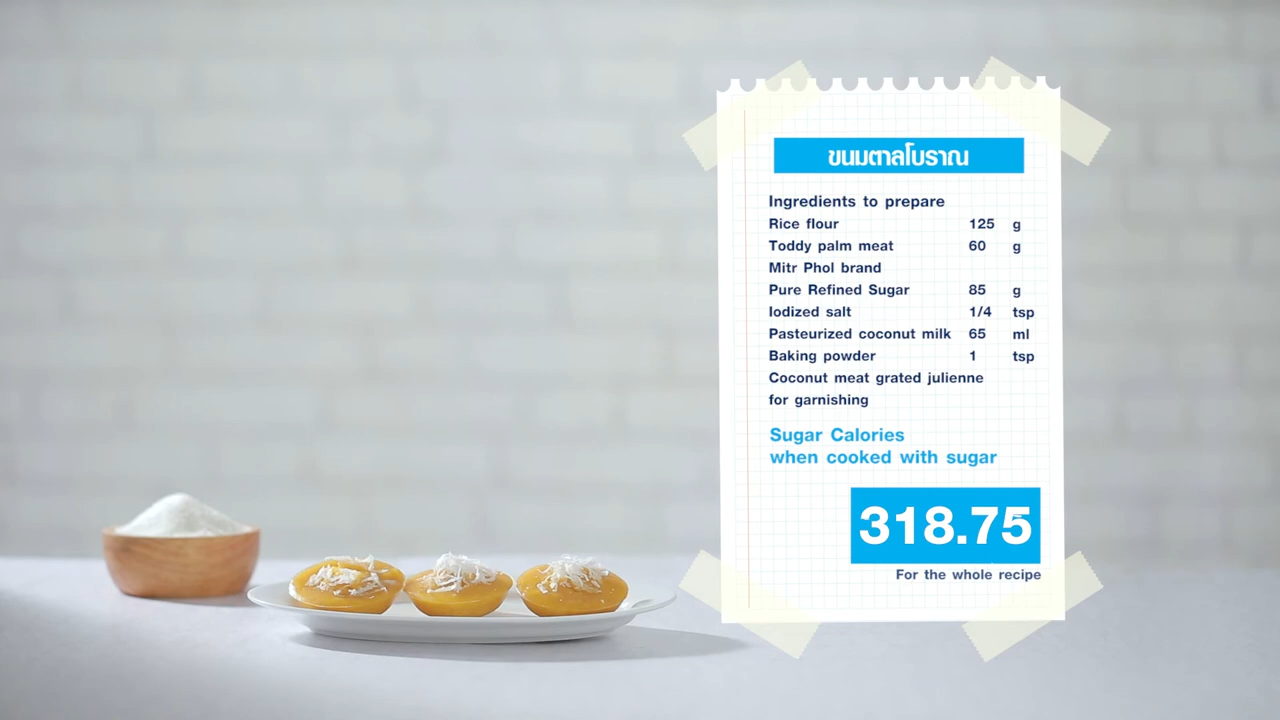 ขนมตาลโบราณ
Ingredients to prepare
Rice flour 125 g
Toddy palm meat 60 g
Mitr Phol brand
Pure Refined Sugar 85 g
Iodized salt 1/4 tsp
Pasteurized coconut milk 65 ml
Baking powder 1 tsp
Coconut meat grated julienne
for garnishing
Sugar Calories
when cooked with sugar
318.75
For the whole recipe